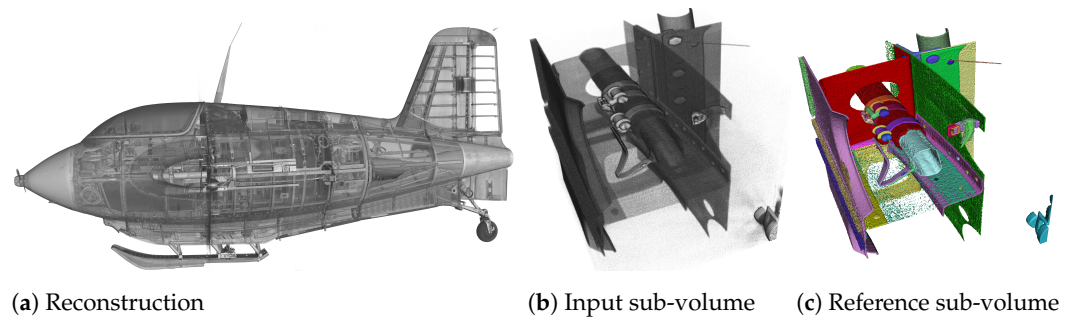 (a) Reconstruction
(b) Input sub-volume
(c) Reference sub-volume